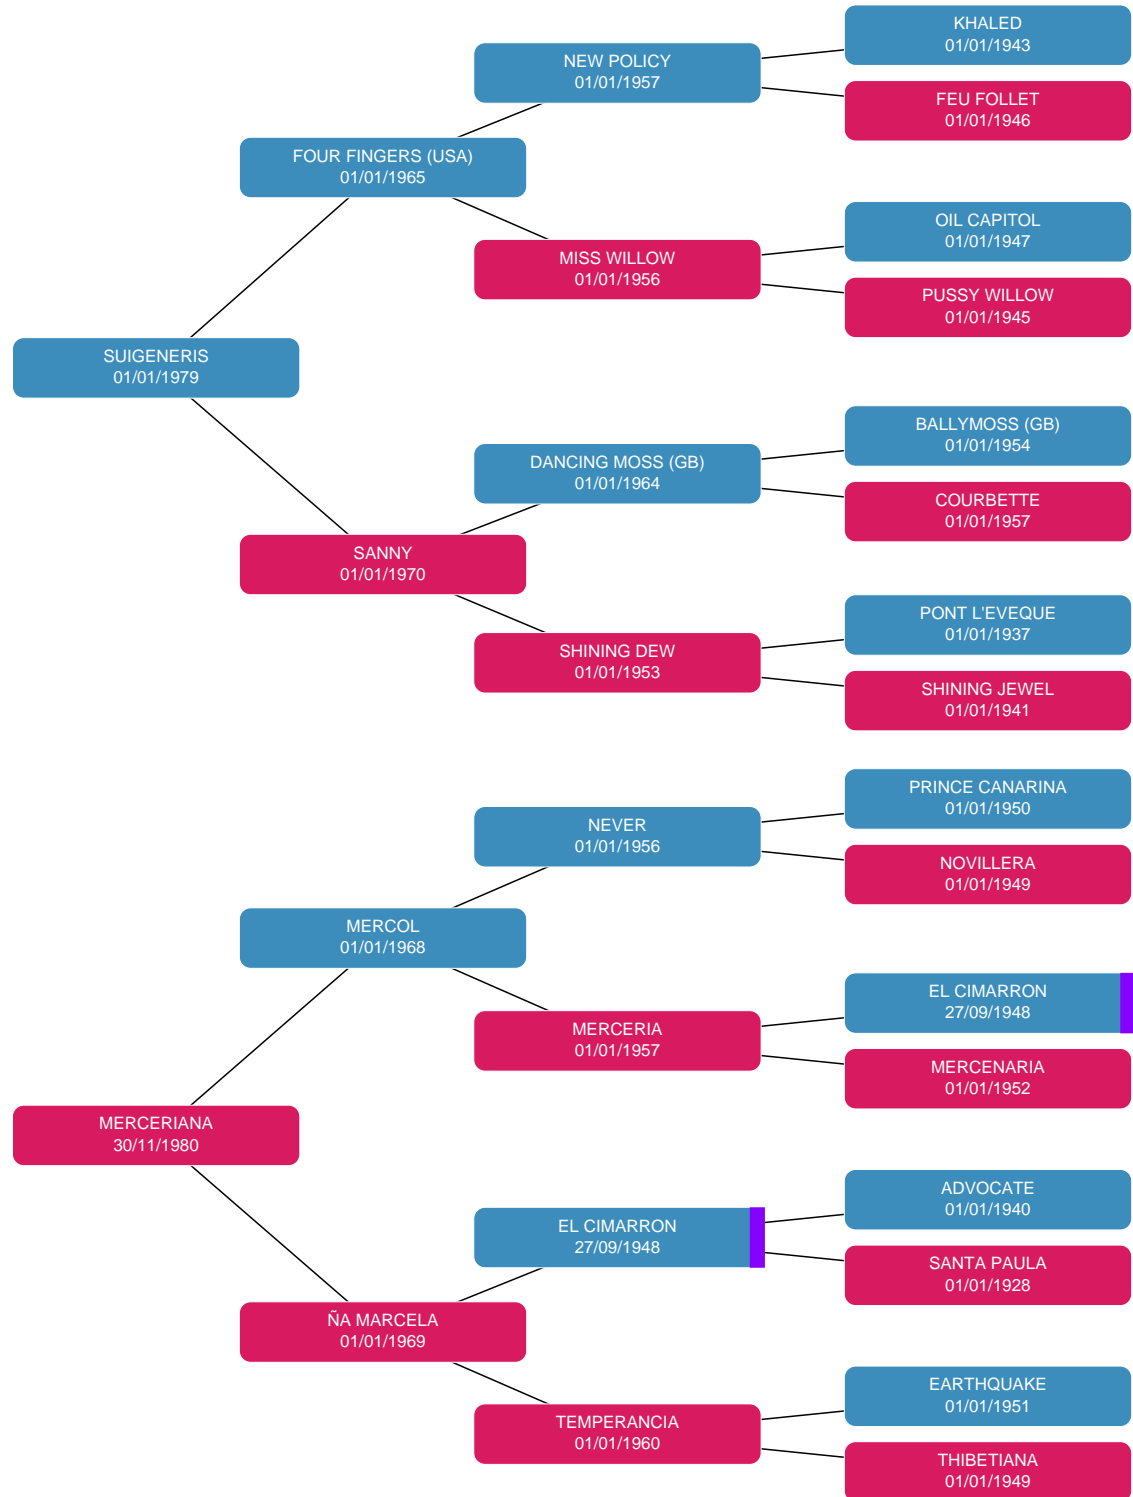 KHALED
01/01/1943
NEW POLICY
01/01/1957
FEU FOLLET
01/01/1946
FOUR FINGERS (USA)
01/01/1965
OIL CAPITOL
01/01/1947
MISS WILLOW
01/01/1956
PUSSY WILLOW
01/01/1945
SUIGENERIS
01/01/1979
BALLYMOSS (GB)
01/01/1954
DANCING MOSS (GB)
01/01/1964
COURBETTE
01/01/1957
SANNY
01/01/1970
PONT L'EVEQUE
01/01/1937
SHINING DEW
01/01/1953
SHINING JEWEL
01/01/1941
PRINCE CANARINA
01/01/1950
NEVER
01/01/1956
NOVILLERA
01/01/1949
MERCOL
01/01/1968
EL CIMARRON
27/09/1948
MERCERIA
01/01/1957
MERCENARIA
01/01/1952
MERCERIANA
30/11/1980
ADVOCATE
01/01/1940
EL CIMARRON
27/09/1948
SANTA PAULA
01/01/1928
ÑA MARCELA
01/01/1969
EARTHQUAKE
01/01/1951
TEMPERANCIA
01/01/1960
THIBETIANA
01/01/1949